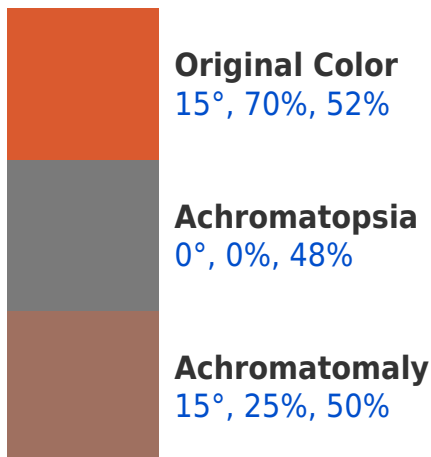 Original Color
15°, 70%, 52%
Achromatopsia
0°, 0%, 48%
Achromatomaly
15°, 25%, 50%